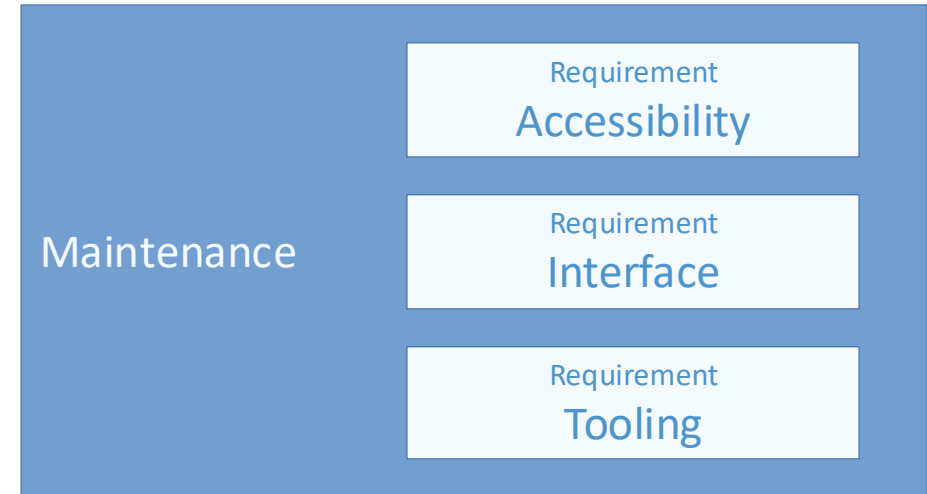 Maintenance
Requirement
Accessibility
Requirement
Interface
Requirement
Tooling